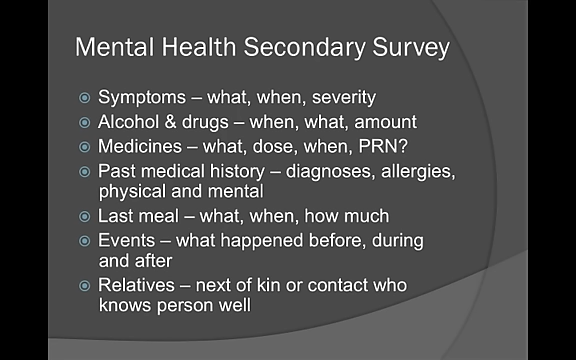 Mental Health Secondary Survey
Symptoms – what, when, severity
Alcohol & drugs – when, what, amount
Medicines – what, dose, when, PRN?
Past medical history – diagnoses, allergies,
physical and mental
Last meal – what, when, how much
Events – what happened before, during
and after
Relatives – next of kin or contact who
knows person well